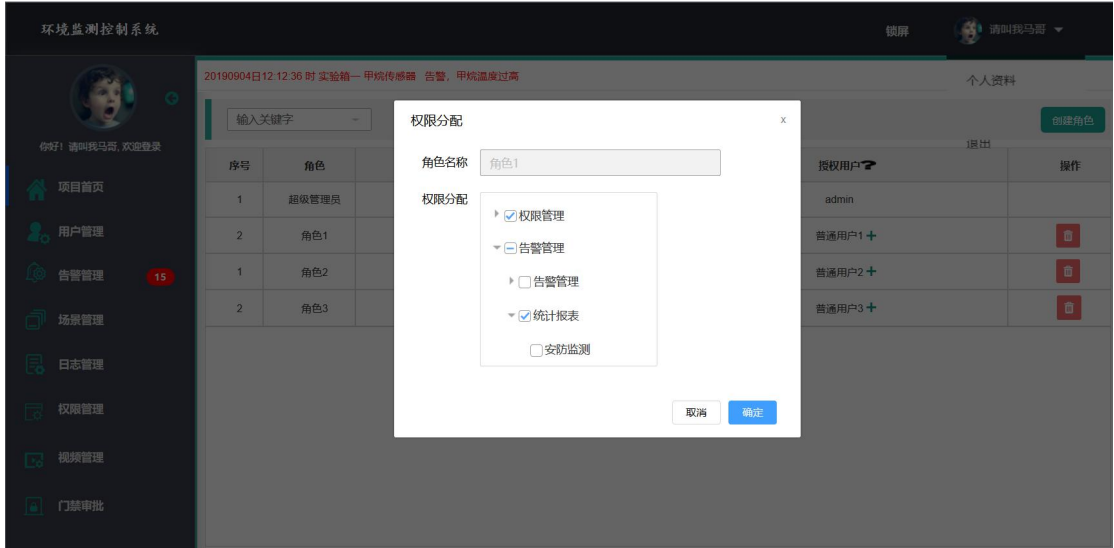 环境监测控制系统
锁屏
请叫我马哥
20190904日12:12:36 时 实验箱一 甲烷传感器 告警, 甲烷温度过高
个人资料
输入关键字
创建角色
退出
你好! 请叫我马哥, 欢迎登录
序号 角色 授权用户? 操作
1 超级管理员 admin
2 角色1 普通用户1 +
1 角色2 普通用户2 +
2 角色3 普通用户3 +
项目首页
用户管理
告警管理 15
场景管理
日志管理
权限管理
视频管理
门禁审批
权限分配 x
角色名称 角色1
权限分配
权限管理
告警管理
告警管理
统计报表
安防监测
取消 确定